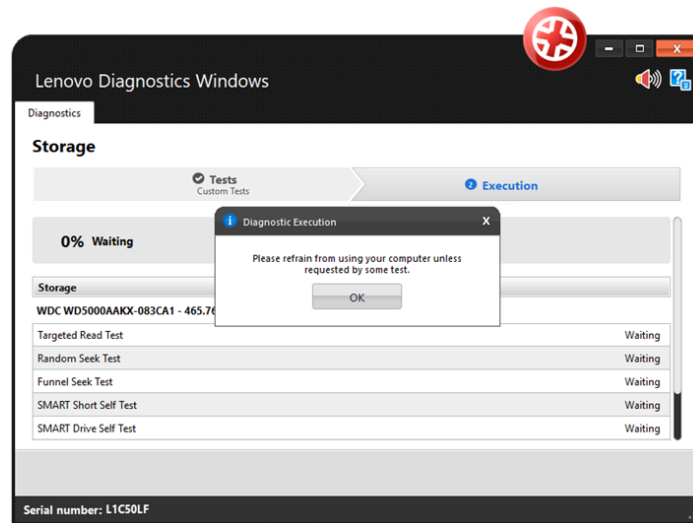 Lenovo Diagnostics Windows
Diagnostics
Storage
Tests
Custom Tests
2 Execution
0% Waiting
Diagnostic Execution
X
Please refrain from using your computer unless
requested by some test.
OK
Storage
WDC WD5000AAKX-083CA1 - 465.76
Targeted Read Test Waiting
Random Seek Test Waiting
Funnel Seek Test Waiting
SMART Short Self Test Waiting
SMART Drive Self Test Waiting
Serial number: L1C50LF